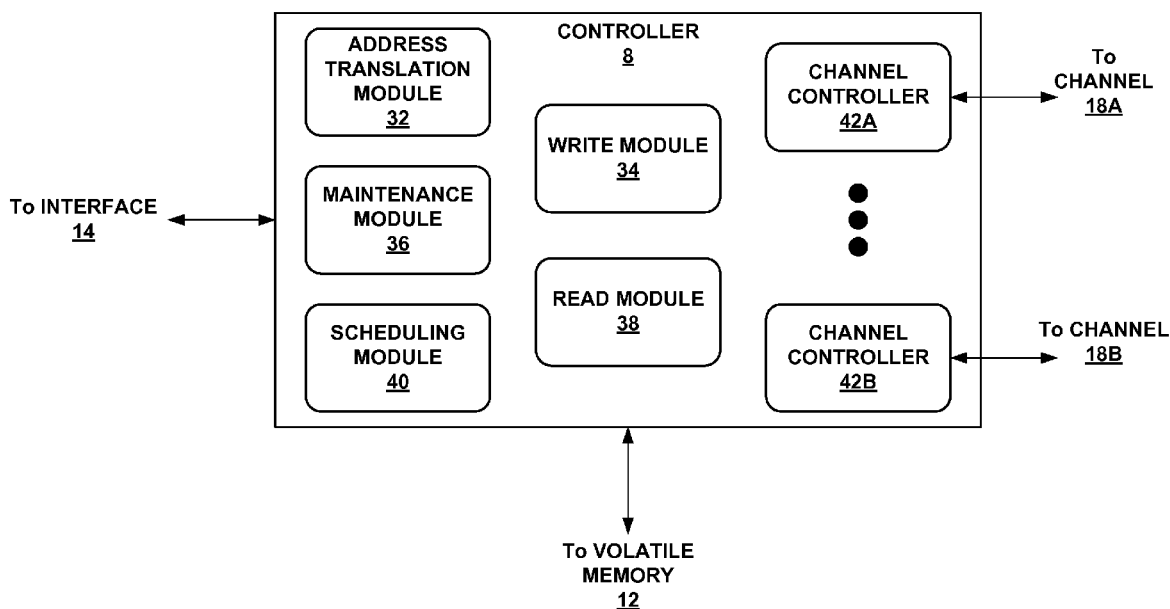 CONTROLLER
8
ADDRESS
TRANSLATION
MODULE
32
MAINTENANCE
MODULE
36
SCHEDULING
MODULE
40
WRITE MODULE
34
READ MODULE
38
CHANNEL
CONTROLLER
42A
CHANNEL
CONTROLLER
42B
To INTERFACE
14
To
CHANNEL
18A
To CHANNEL
18B
To VOLATILE
MEMORY
12